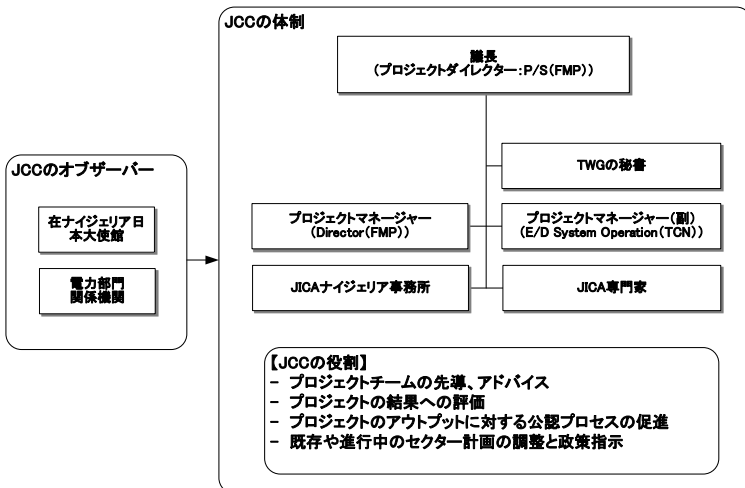 JCCの体制
議長
(プロジェクトダイレクター:P/S(FMP))
TWGの秘書
プロジェクトマネージャー
(Director(FMP))
プロジェクトマネージャー(副)
(E/D System Operation(TCN))
JICAナイジェリア事務所
JICA専門家
JCCのオブザーバー
在ナイジェリア日
本大使館
電力部門
関係機関
【JCCの役割】
- プロジェクトチームの先導、アドバイス
- プロジェクトの結果への評価
- プロジェクトのアウトプットに対する公認プロセスの促進
- 既存や進行中のセクター計画の調整と政策指示